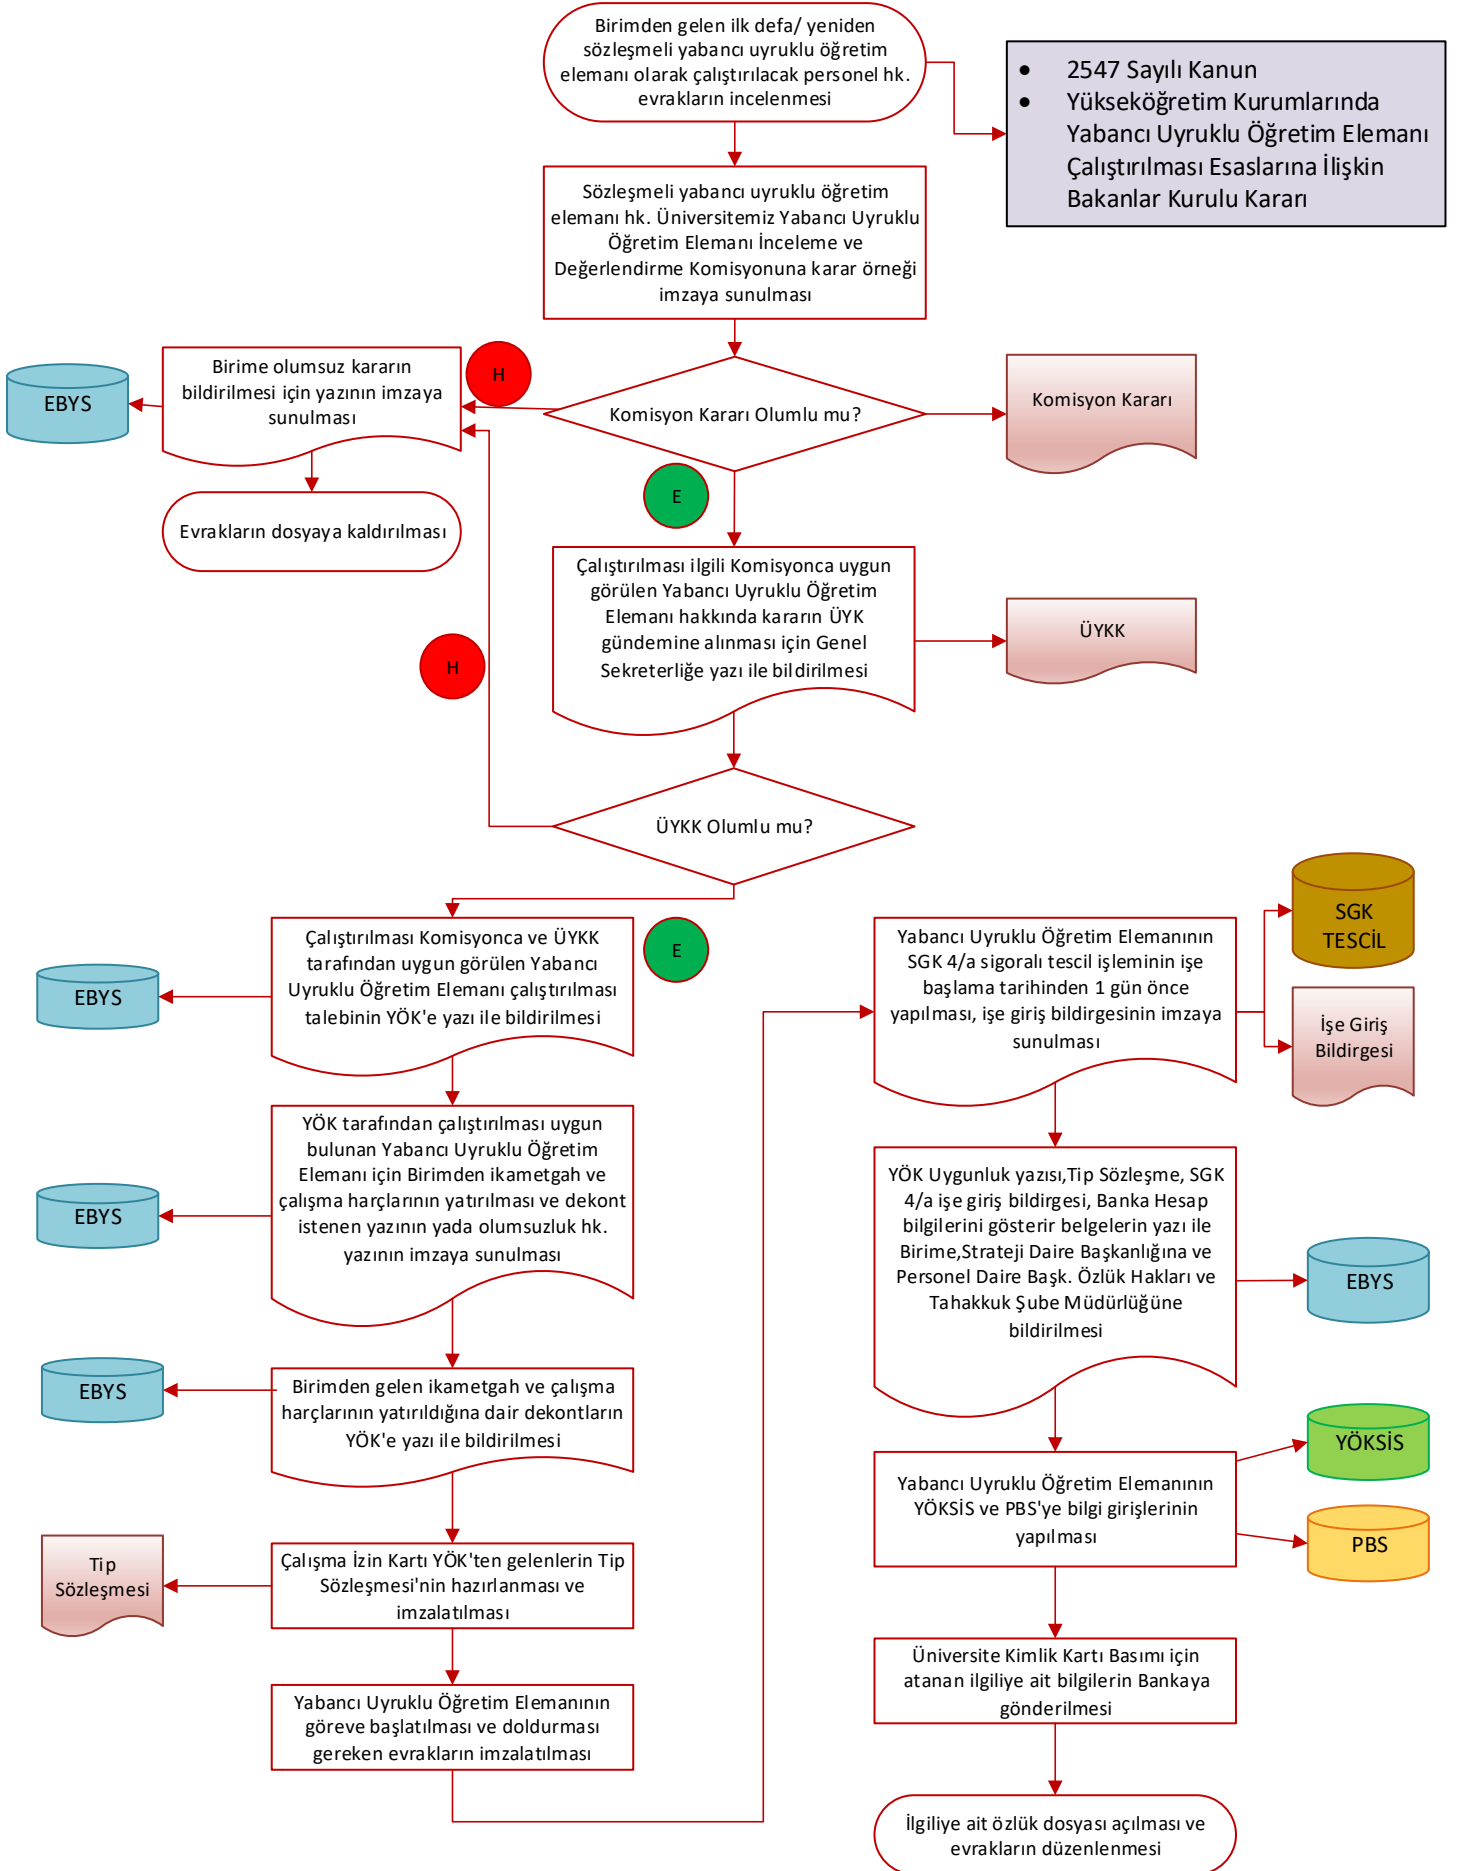 Birimden gelen ilk defa/ yeniden
sözleşmeli yabancı uyruklu öğretim
elemanı olarak çalıştırılacak personel hk.
evrakların incelenmesi
• 2547 Sayılı Kanun
• Yükseköğretim Kurumlarında
Yabancı Uyruklu Öğretim Elemanı
Çalıştırılması Esaslarına İlişkin
Bakanlar Kurulu Kararı
Sözleşmeli yabancı uyruklu öğretim
elemanı hk. Üniversitemiz Yabancı Uyruklu
Öğretim Elemanı İnceleme ve
Değerlendirme Komisyonuna karar örneği
imzaya sunulması
EBYS
Birime olumsuz kararın
bildirilmesi için yazının imzaya
sunulması
H
Komisyon Kararı Olumlu mu?
Komisyon Kararı
E
Evrakların dosyaya kaldırılması
Çalıştırılması ilgili Komisyonca uygun
görülen Yabancı Uyruklu Öğretim
Elemanı hakkında kararın ÜYK
gündemine alınması için Genel
Sekreterliğe yazı ile bildirilmesi
ÜYKK
H
ÜYKK Olumlu mu?
E
EBYS
Çalıştırılması Komisyonca ve ÜYKK
tarafından uygun görülen Yabancı
Uyruklu Öğretim Elemanı çalıştırılması
talebinin YÖK'e yazı ile bildirilmesi
EBYS
YÖK tarafından çalıştırılması uygun
bulunan Yabancı Uyruklu Öğretim
Elemanı için Birimden ikametgah ve
çalışma harçlarının yatırılması ve dekont
istenen yazının yada olumsuzluk hk.
yazının imzaya sunulması
EBYS
Birimden gelen ikametgah ve çalışma
harçlarının yatırıldığına dair dekontların
YÖK'e yazı ile bildirilmesi
Tip
Sözleşmesi
Çalışma İzin Kartı YÖK'ten gelenlerin Tip
Sözleşmesi'nin hazırlanması ve
imzalatılması
Yabancı Uyruklu Öğretim Elemanının
göreve başlatılması ve doldurması
gereken evrakların imzalatılması
Yabancı Uyruklu Öğretim Elemanının
SGK 4/a sigoralı tescil işleminin işe
başlama tarihinden 1 gün önce
yapılması, işe giriş bildirgesinin imzaya
sunulması
SGK
TESCİL
İşe Giriş
Bildirgesi
YÖK Uygunluk yazısı,Tip Sözleşme, SGK
4/a işe giriş bildirgesi, Banka Hesap
bilgilerini gösterir belgelerin yazı ile
Birime,Strateji Daire Başkanlığına ve
Personel Daire Başk. Özlük Hakları ve
Tahakkuk Şube Müdürlüğüne
bildirilmesi
EBYS
Yabancı Uyruklu Öğretim Elemanının
YÖKSİS ve PBS'ye bilgi girişlerinin
yapılması
YÖKSİS
PBS
Üniversite Kimlik Kartı Basımı için
atanan ilgiliye ait bilgilerin Bankaya
gönderilmesi
İlgiliye ait özlük dosyası açılması ve
evrakların düzenlenmesi